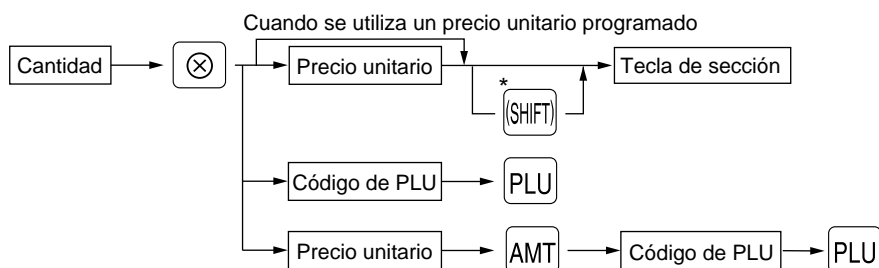 Cuando se utiliza un precio unitario programado
Cantidad ⊗ Precio unitario Tecla de sección
*
(SHIFT)
Código de PLU PLU
Precio unitario AMT Código de PLU PLU